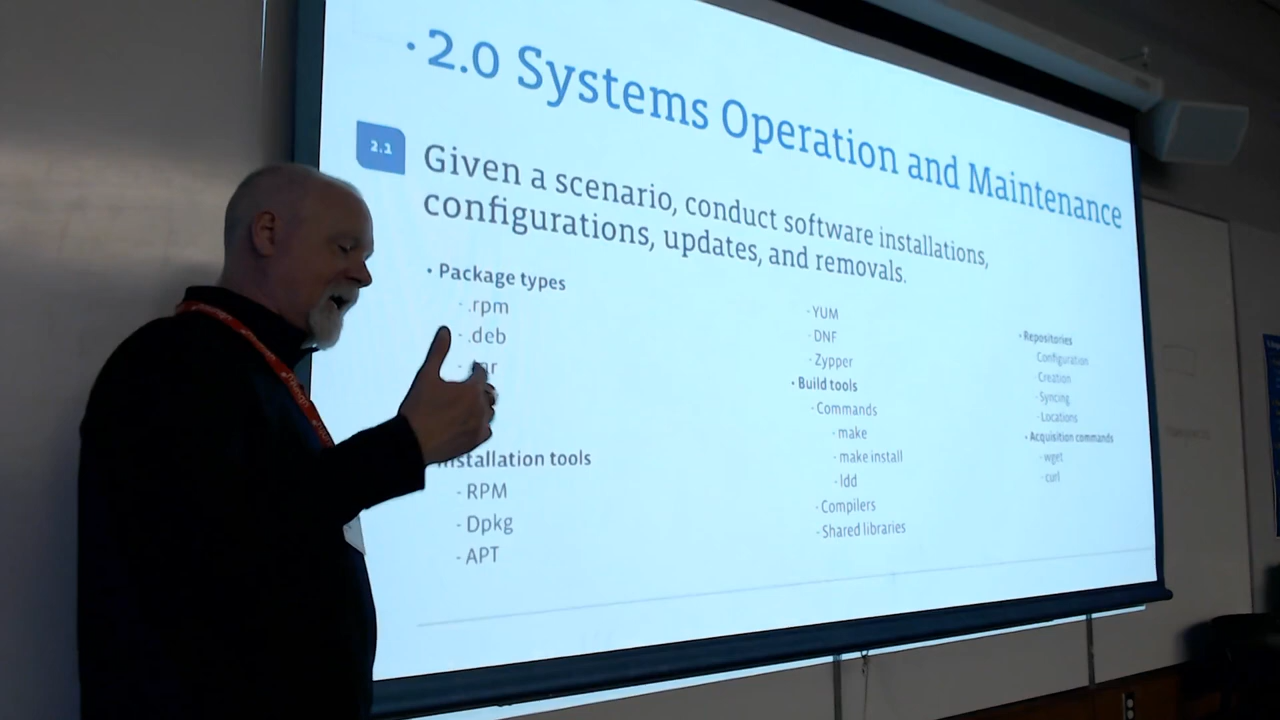 · 2.0 Systems Operation and Maintenance
2.1
Given a scenario, conduct software installations,
configurations, updates, and removals.
• Package types
- .rpm
- .deb
Installation tools
- RPM
- Dpkg
- APT
- YUM
- DNF
- Zypper
• Build tools
- Commands
- make
- make install
- ldd
- Compilers
- Shared libraries
• Repositories
Configuration
Creation
- Syncing
- Locations
• Acquisition commands
- wget
- curl